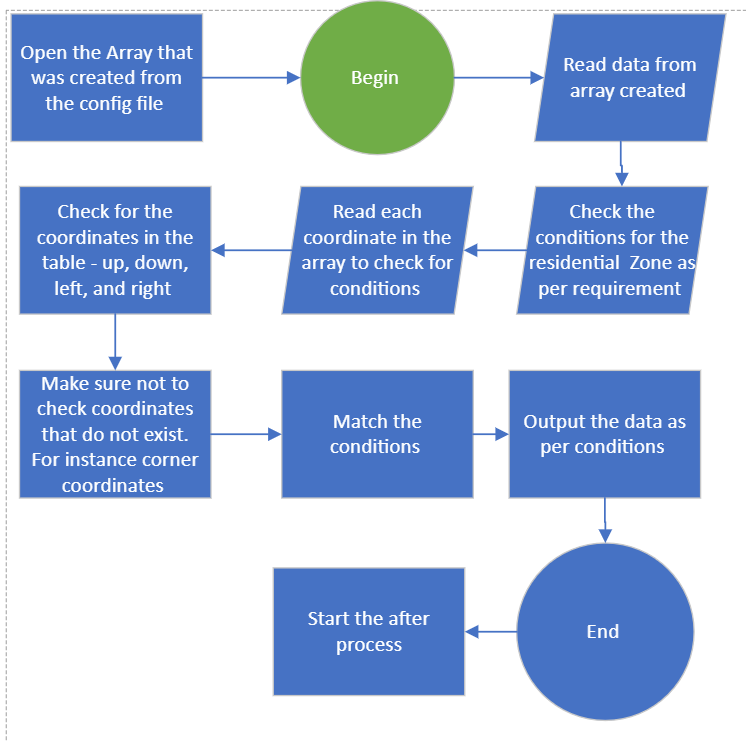 Open the Array that
was created from
the config file
Begin
Read data from
array created
Check for the
coordinates in the
table - up, down,
left, and right
Read each
coordinate in the
array to check for
conditions
Check the
conditions for the
residential  Zone as
per requirement
Make sure not to
check coordinates
that do not exist.
For instance corner
coordinates
Match the
conditions
Output the data as
per conditions
Start the after
process
End